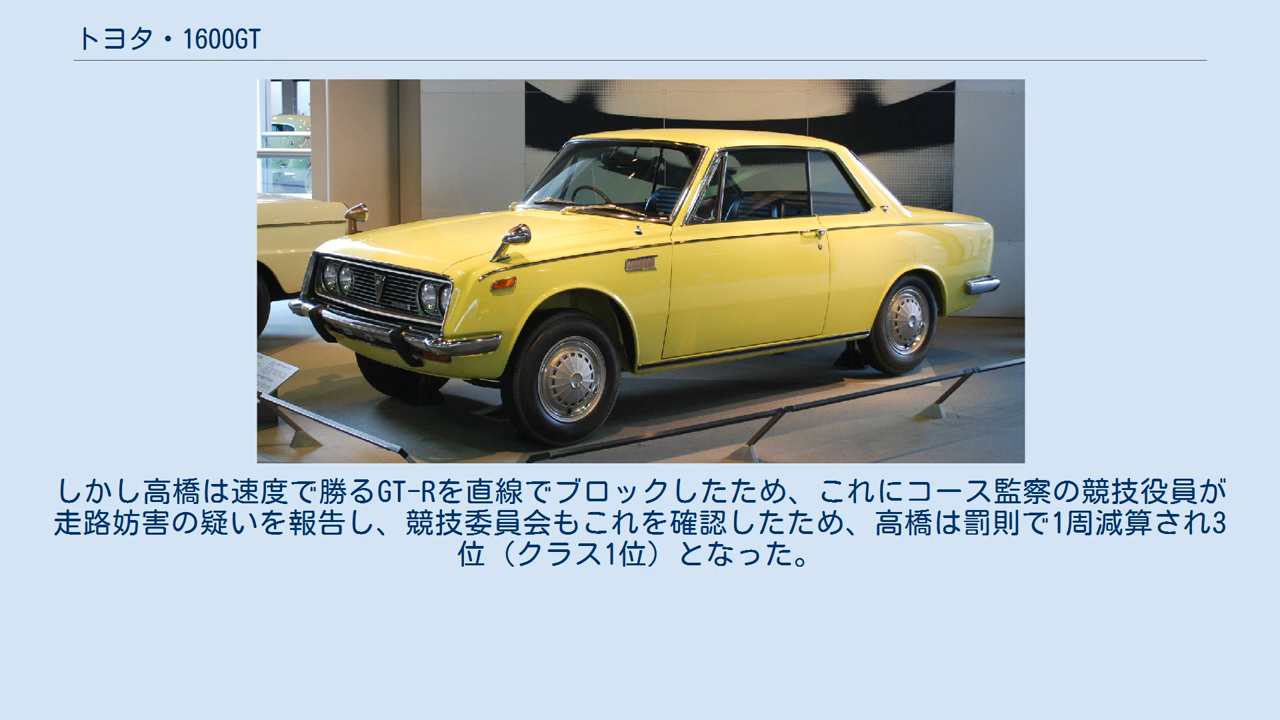 トヨタ・1600GT
しかし高橋は速度で勝るGT-Rを直線でブロックしたため、これにコース監察の競技役員が
走路妨害の疑いを報告し、競技委員会もこれを確認したため、高橋は罰則で1周減算され3
位（クラス1位）となった。